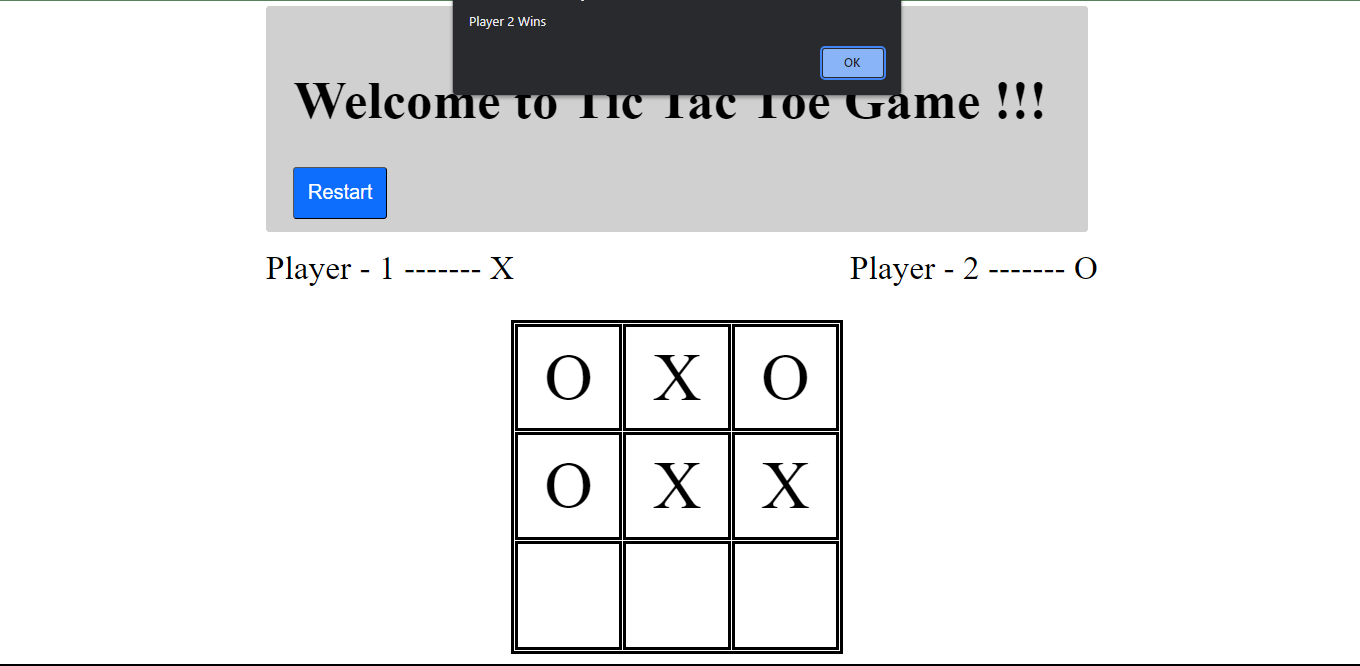 Player 2 Wins
OK
Welcome to Tic Tac Toe Game !!!
Restart
Player - 1 ------- X
Player - 2 ------- O
O X O
O X X